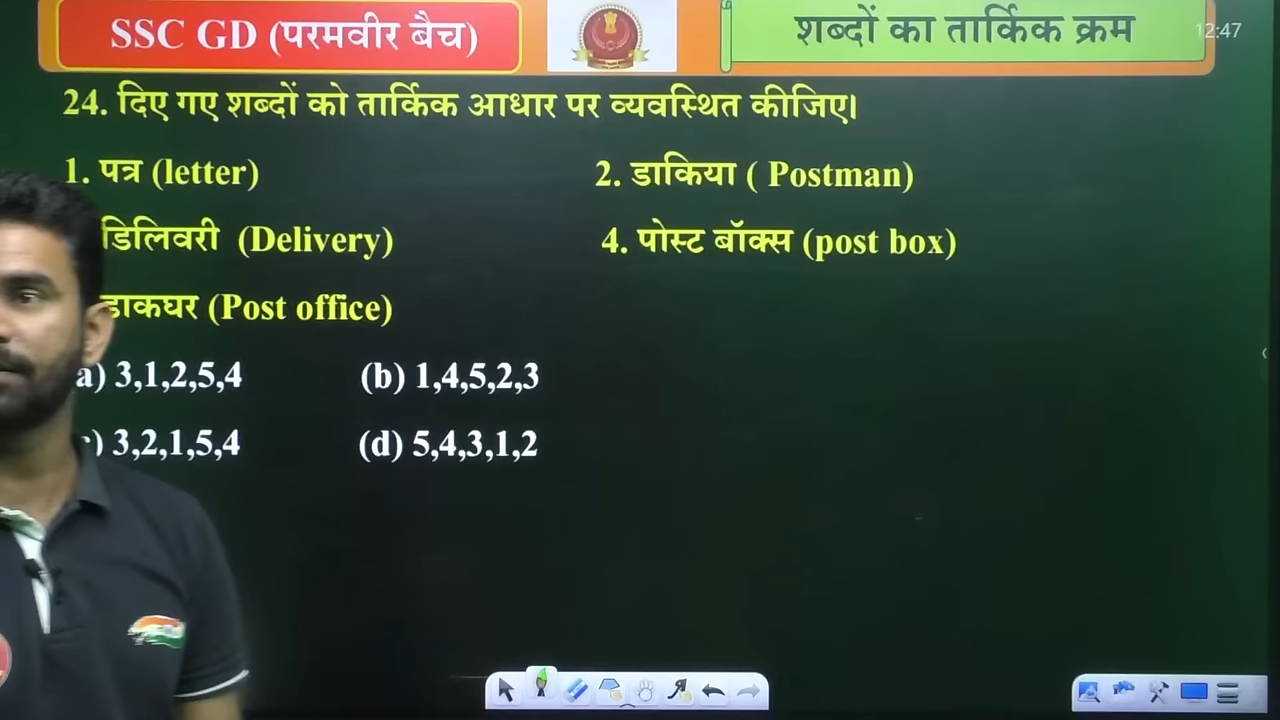 SSC GD (परमवीर बैच)
शब्दों का तार्किक क्रम
12:47
24. दिए गए शब्दों को तार्किक आधार पर व्यवस्थित कीजिए।
1. पत्र (letter) 2. डाकिया ( Postman)
डिलिवरी (Delivery) 4. पोस्ट बॉक्स (post box)
डाकघर (Post office)
a) 3,1,2,5,4 (b) 1,4,5,2,3
) 3,2,1,5,4 (d) 5,4,3,1,2